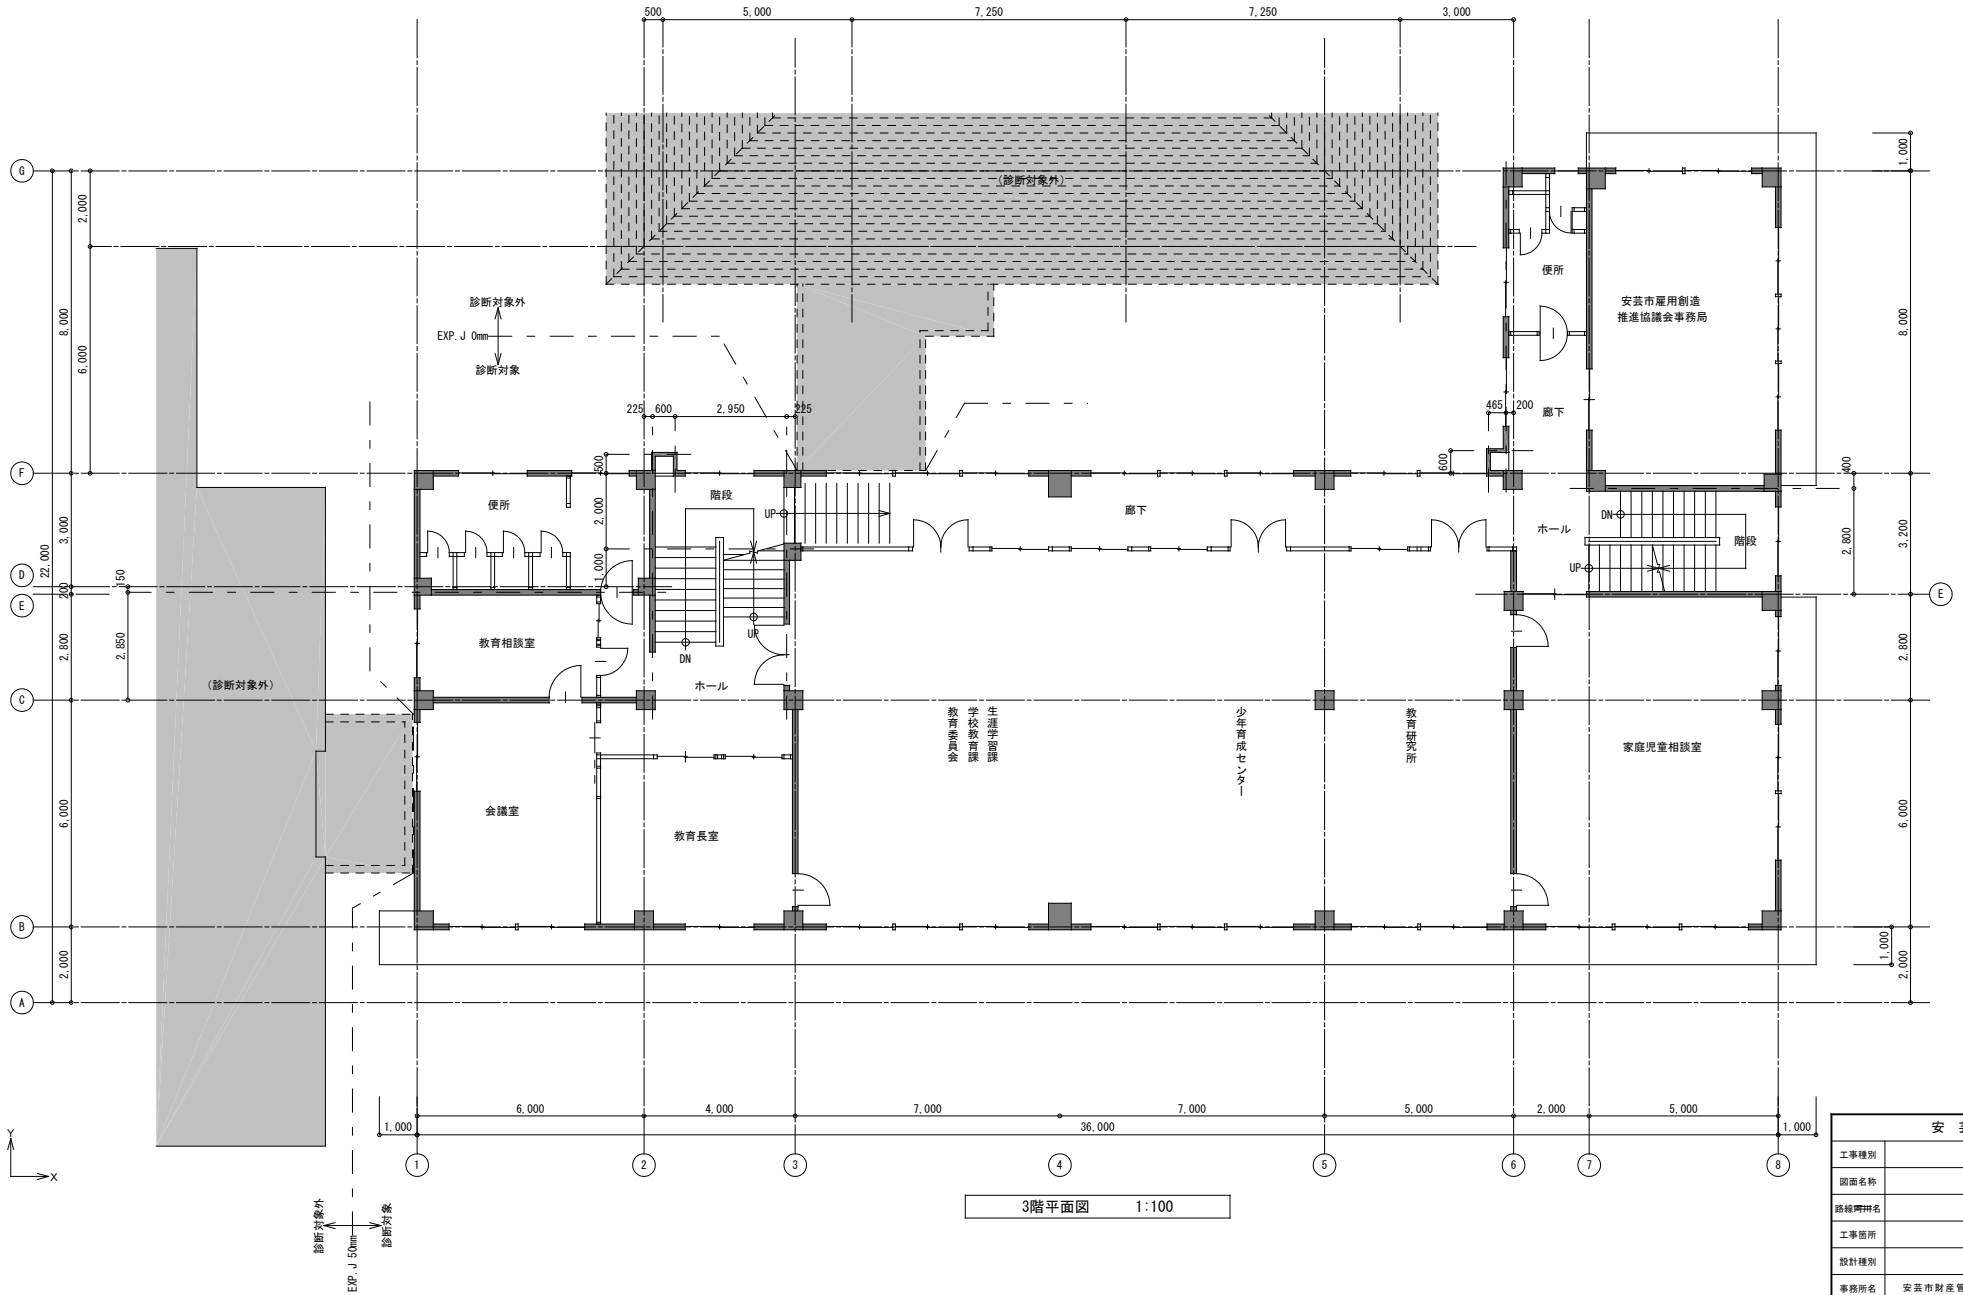 500 5,000 7,250 7,250 3,000
G
2,000
8,000
6,000
(診断対象外)
1,000
8,000
便所
安芸市雇用創造
推進協議会事務局
廊下
465 200
600
診断対象外
EXP.J 0mm
診断対象
225 600 2,950 225
500
2,000
1,000
F
D
E
C
B
A
3,000
22,000
200
150
2,800
2,850
6,000
2,000
(診断対象外)
便所
階段
UP
廊下
ホール
DN
階段
UP
400
3,200
2,800
E
2,800
6,000
1,000
2,000
教育相談室
UP
DN
ホール
会議室
教育長室
生涯学習課
学校教育課
教育委員会
少年育成センター
教育研究所
家庭児童相談室
6,000 4,000 7,000 7,000 5,000 2,000 5,000
1,000 36,000 1,000
1 2 3 4 5 6 7 8
Y
X
診断対象外
診断対象
EXP.J 50mm
3階平面図 1:100
安
工事種別
図面名称
工事箇所
設計種別
事務所名 安芸市財産管